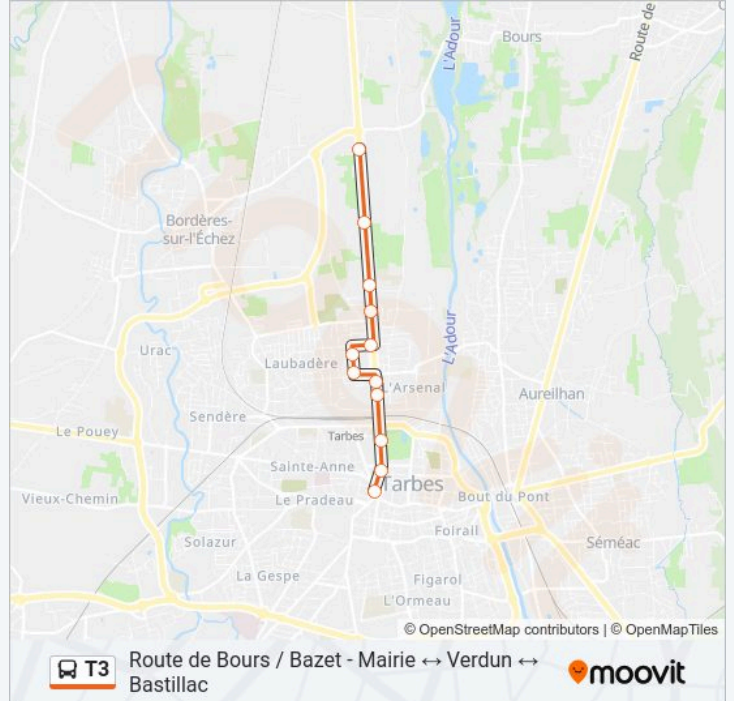 L'Adour
Bours
Route de
Bordères-
sur-l'Échez
L'Adour
Urac
Laubadère
L'Arsenal
Aureilhan
Sendère
Le Pouey
Tarbes
Sainte-Anne
Tarbes
Vieux-Chemin
Le Pradeau
Bout du Pont
Foirail
Solazur
Séméac
La Gespe
Figarol
L'Ormeau
© OpenStreetMap contributors | © OpenMapTiles
T3
Route de Bours / Bazet - Mairie ↔ Verdun ↔
Bastillac
moovit